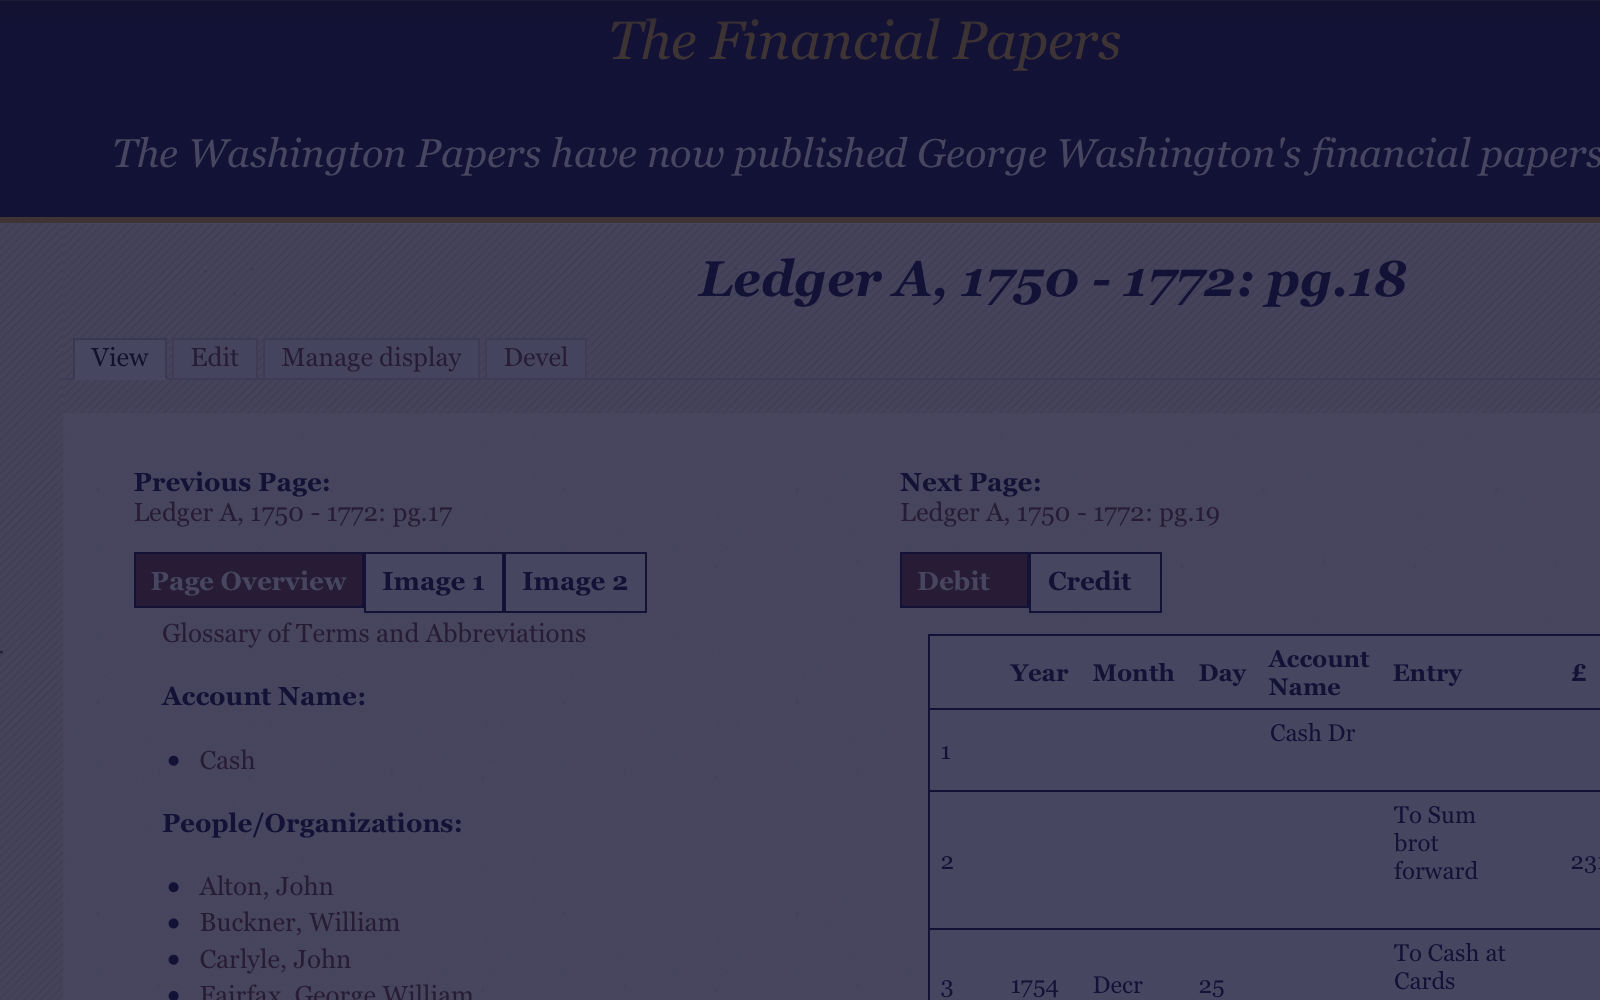 The Financial Papers
The Washington Papers have now published George Washington's financial papers
Ledger A, 1750 - 1772: pg.18
View
Edit
Manage display
Devel
Previous Page:
Ledger A, 1750 - 1772: pg.17
Page Overview
Image 1
Image 2
Glossary of Terms and Abbreviations
Account Name:
Cash
People/Organizations:
Alton, John
Buckner, William
Carlyle, John
Fairfax, George William
Next Page:
Ledger A, 1750 - 1772: pg.19
Debit
Credit
Year Month Day Account Name Entry £
1 Cash Dr
2 To Sum
brot
forward
3 1754 Decr 25 To Cash at
Cards